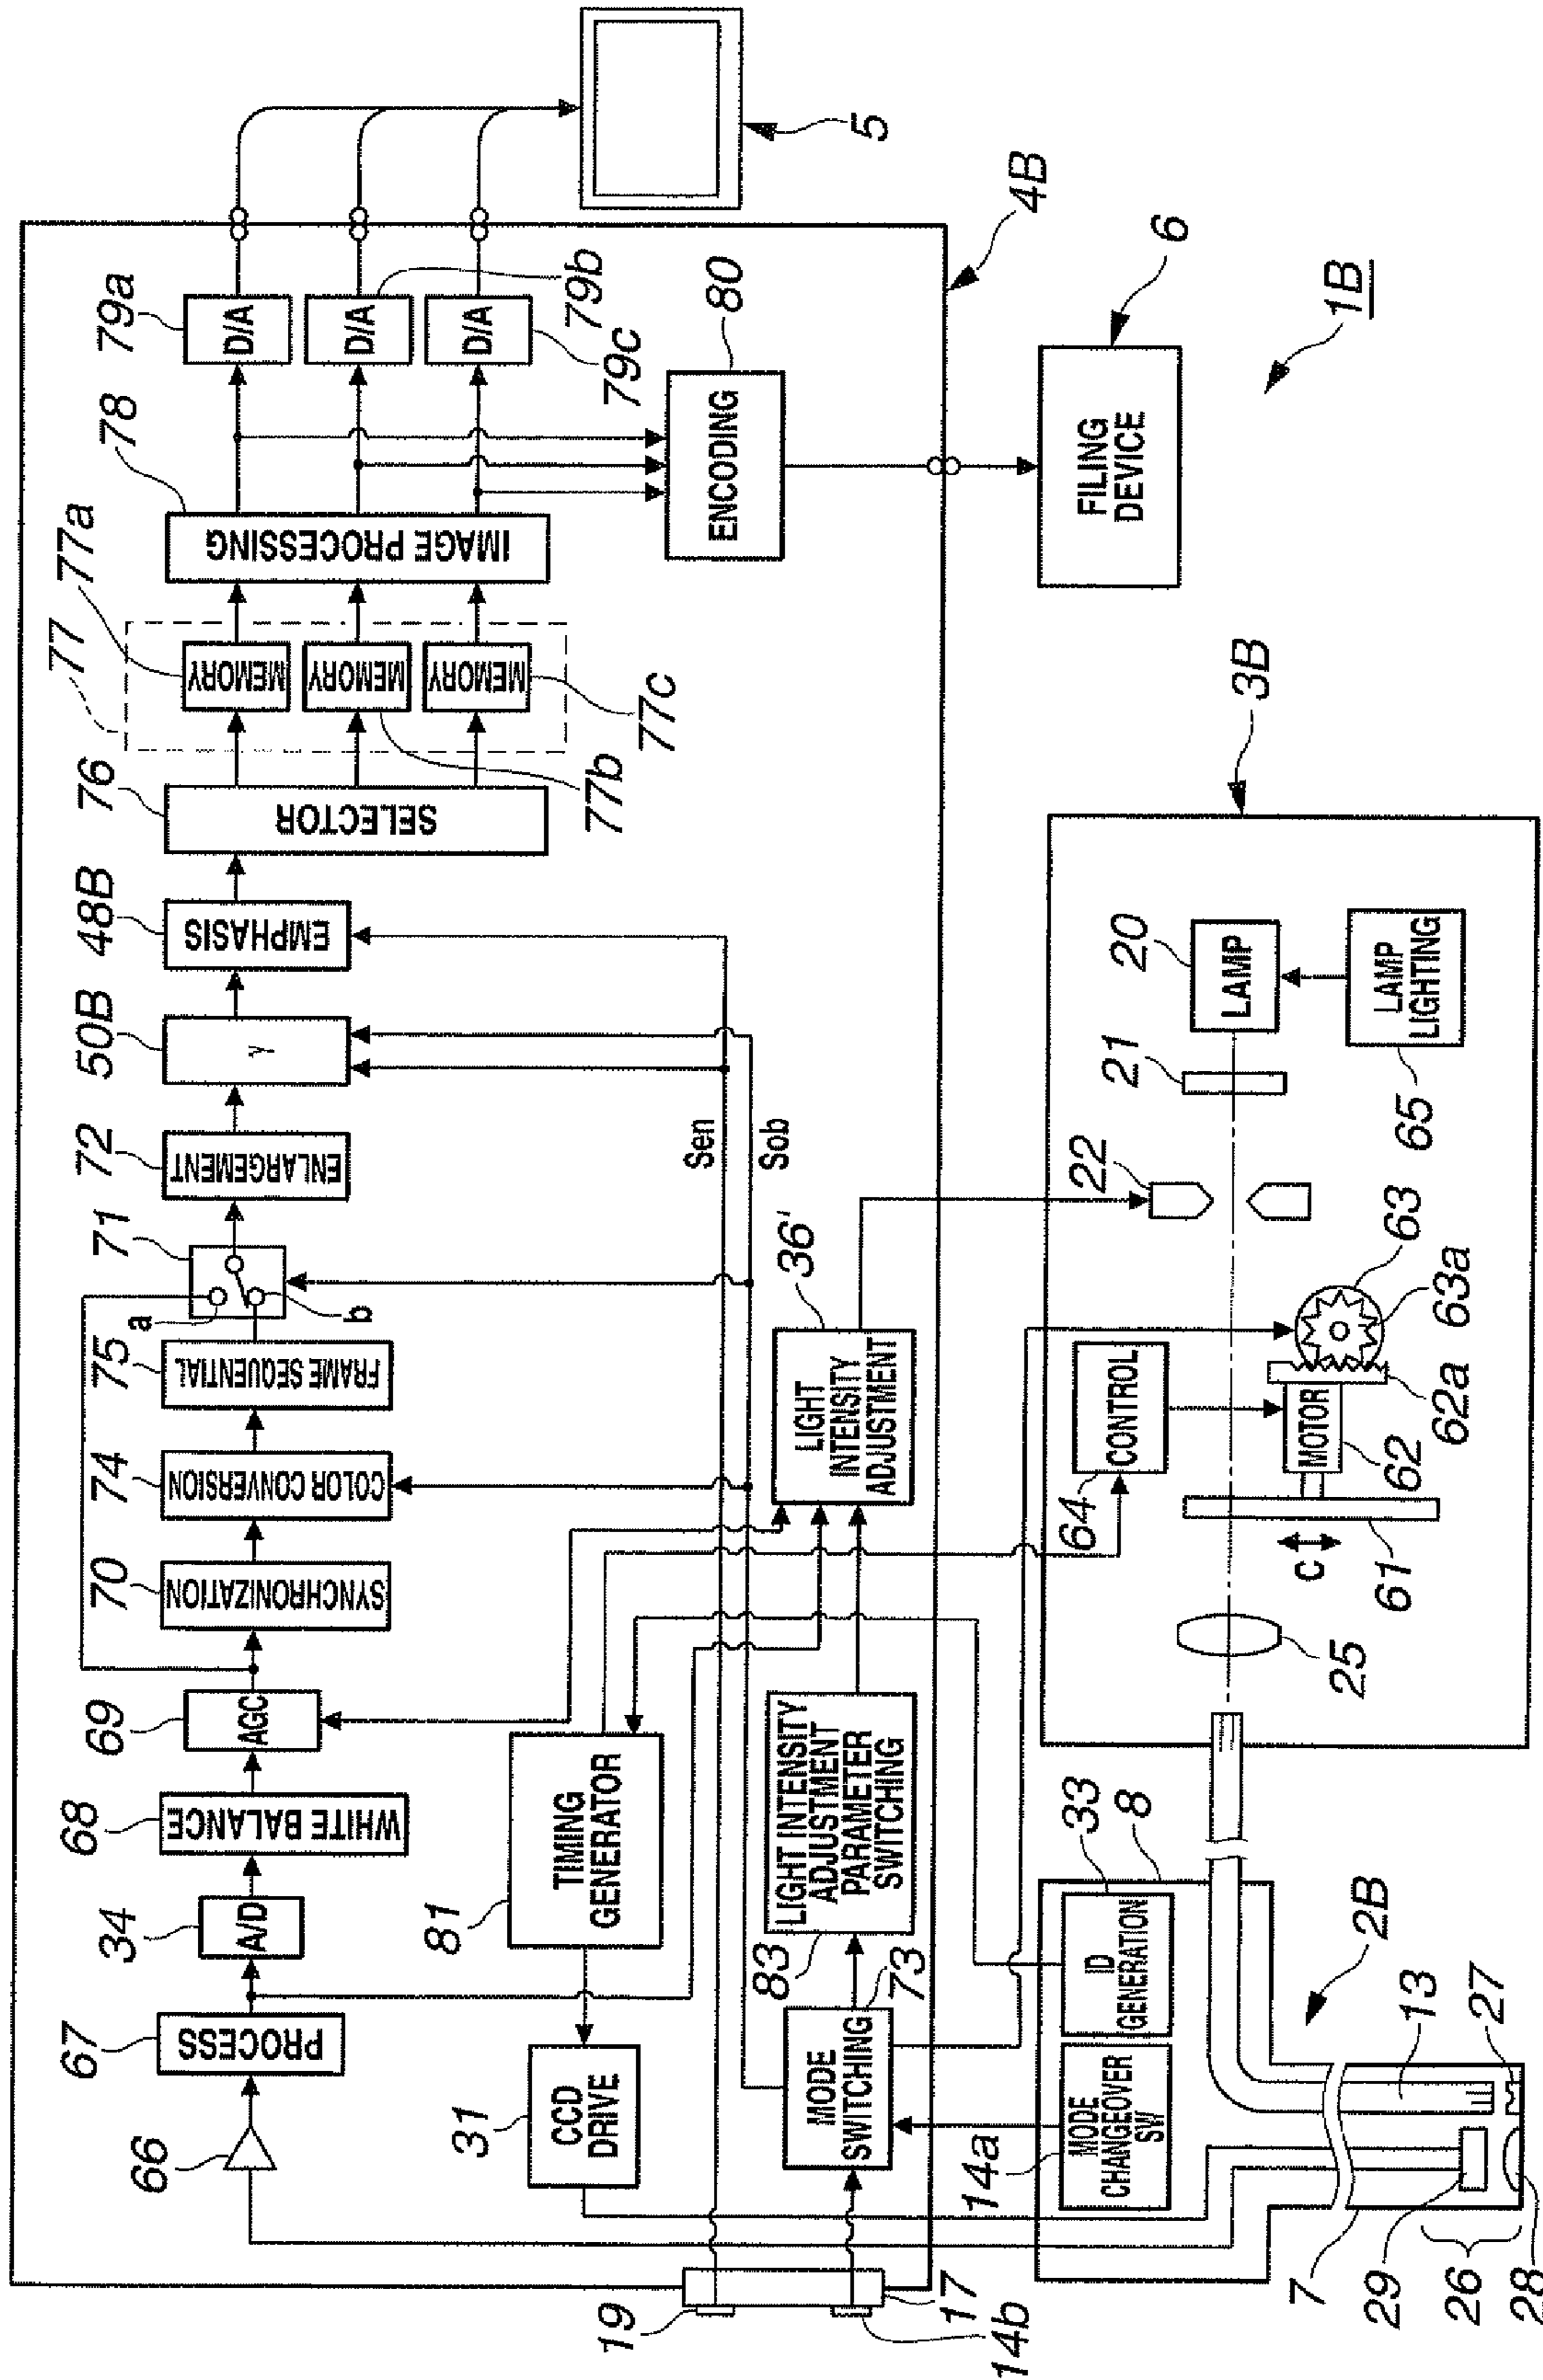 66
67
PROCESS
34
A/D
68
WHITE BALANCE
69
AGC
70
SYNCHRONIZATION
74
COLOR CONVERSION
75
FRAME SEQUENTIAL
71
a
b
72
ENLARGEMENT
50B
γ
48B
EMPHASIS
76
SELECTOR
77
77a
MEMORY
MEMORY
MEMORY
77b
77c
78
IMAGE PROCESSING
79a
D/A
D/A
D/A
79b
79c
80
ENCODING
5
4B
31
CCD
DRIVE
81
TIMING
GENERATOR
Sen
Sob
19
17
14b
MODE
SWITCHING
73
83
LIGHT INTENSITY
ADJUSTMENT
PARAMETER
SWITCHING
36'
LIGHT
INTENSITY
ADJUSTMENT
6
FILING
DEVICE
1B
14a
MODE
CHANGEOVER
SW
ID
GENERATION
33
8
2B
7
29
26
28
13
27
3B
25
61
C
64
CONTROL
MOTOR
62
62a
63
63a
22
21
20
LAMP
LAMP
LIGHTING
65